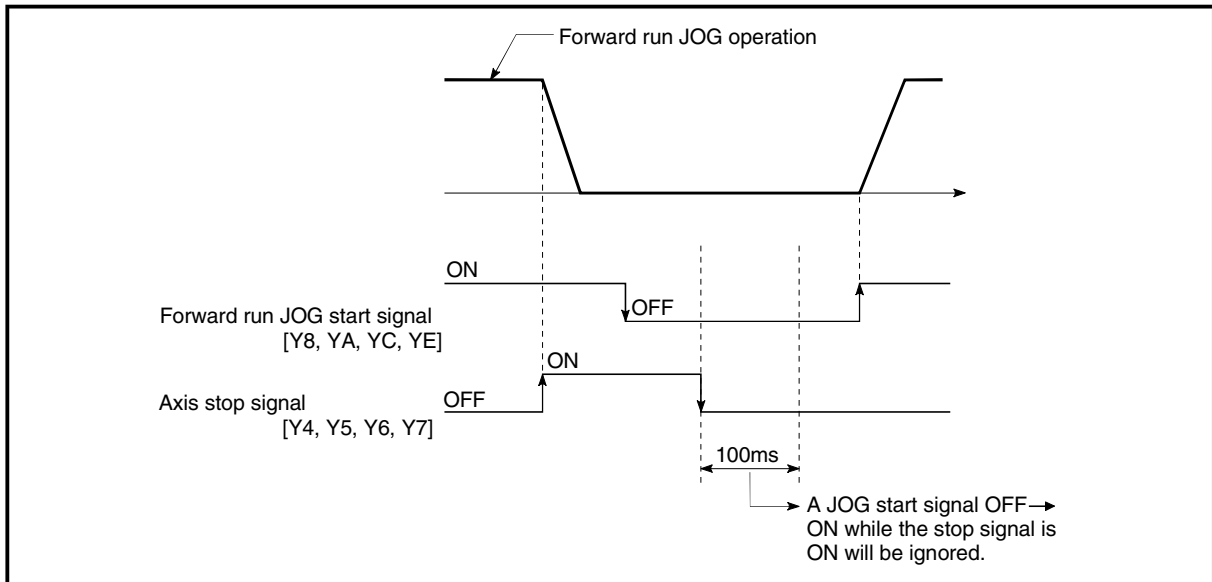 Forward run JOG operation
ON
OFF
Forward run JOG start signal
[Y8, YA, YC, YE]
ON
OFF
Axis stop signal
[Y4, Y5, Y6, Y7]
100ms
A JOG start signal OFF→
ON while the stop signal is
ON will be ignored.